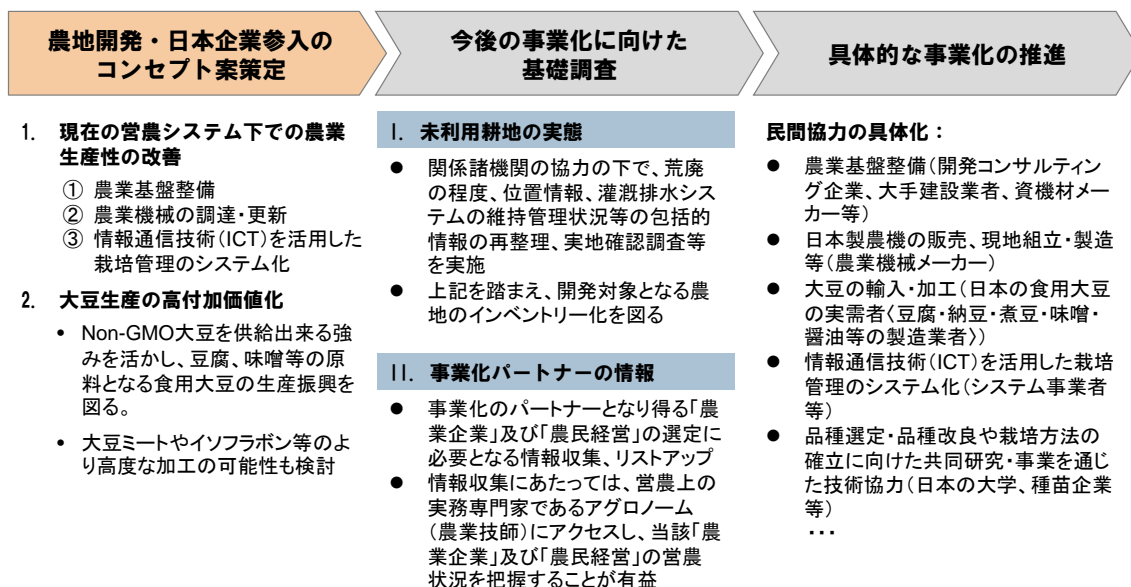 農地開発・日本企業参入の
コンセプト案策定
今後の事業化に向けた
基礎調査
具体的な事業化の推進
1. 現在の営農システム下での農業
生産性の改善
① 農業基盤整備
② 農業機械の調達・更新
③ 情報通信技術(ICT)を活用した
栽培管理のシステム化
2. 大豆生産の高付加価値化
• Non-GMO大豆を供給出来る強
みを活かし、豆腐、味噌等の原
料となる食用大豆の生産振興を
図る。
• 大豆ミートやイソフラボン等のよ
り高度な加工の可能性も検討
I. 未利用耕地の実態
● 関係諸機関の協力の下で、荒廃
の程度、位置情報、灌漑排水シス
テムの維持管理状況等の包括的
情報の再整理、実地確認調査等
を実施
● 上記を踏まえ、開発対象となる農
地のインベントリー化を図る
II. 事業化パートナーの情報
● 事業化のパートナーとなり得る「農
業企業」及び「農民経営」の選定に
必要となる情報収集、リストアップ
● 情報収集にあたっては、営農上の
実務専門家であるアグロノーム
(農業技師)にアクセスし、当該「農
業企業」及び「農民経営」の営農
状況を把握することが有益
民間協力の具体化：
● 農業基盤整備(開発コンサルティン
グ企業、大手建設業者、資機材メー
カー等)
● 日本製農機の販売、現地組立・製造
等(農業機械メーカー)
● 大豆の輸入・加工(日本の食用大豆
の実需者〈豆腐・納豆・煮豆・味噌・
醤油等の製造業者〉)
● 情報通信技術(ICT)を活用した栽培
管理のシステム化(システム事業者
等)
● 品種選定・品種改良や栽培方法の
確立に向けた共同研究・事業を通じ
た技術協力(日本の大学、種苗企業
等)
・・・